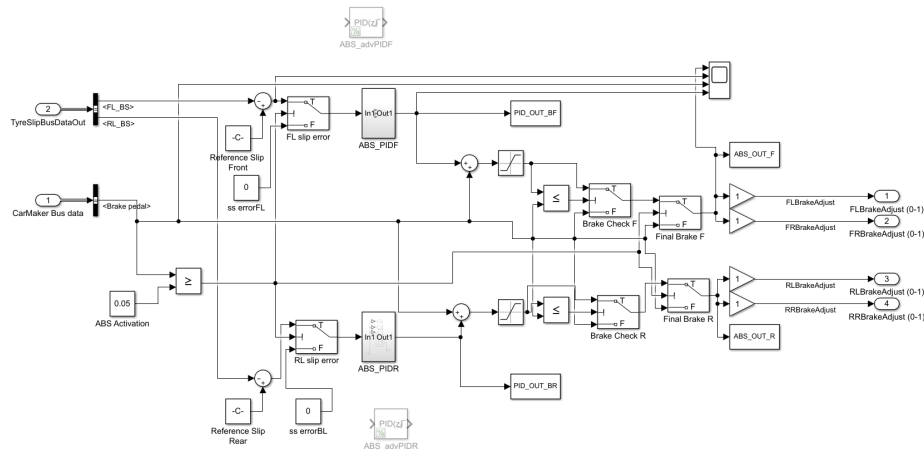 PID(z)
ABS_advPIDF
2
TyreSlipBusDataOut
<FL_BS>
<RL_BS>
-C-
Reference Slip
Front
0
ss errorFL
T
F
FL slip error
In1 Out1
ABS_PIDF
PID_OUT_BF
ABS_OUT_F
1
CarMaker Bus data
<Brake pedal>
≤
T
F
Brake Check F
T
F
Final Brake F
1
FLBrakeAdjust
1
FLBrakeAdjust (0-1)
1
FRBrakeAdjust
2
FRBrakeAdjust (0-1)
≥
0.05
ABS Activation
T
F
RL slip error
In1 Out1
ABS_PIDR
≤
T
F
Brake Check R
T
F
Final Brake R
1
RLBrakeAdjust
3
RLBrakeAdjust (0-1)
1
RRBrakeAdjust
4
RRBrakeAdjust (0-1)
ABS_OUT_R
PID_OUT_BR
-C-
Reference Slip
Rear
0
ss errorBL
PID(z)
ABS_advPIDR